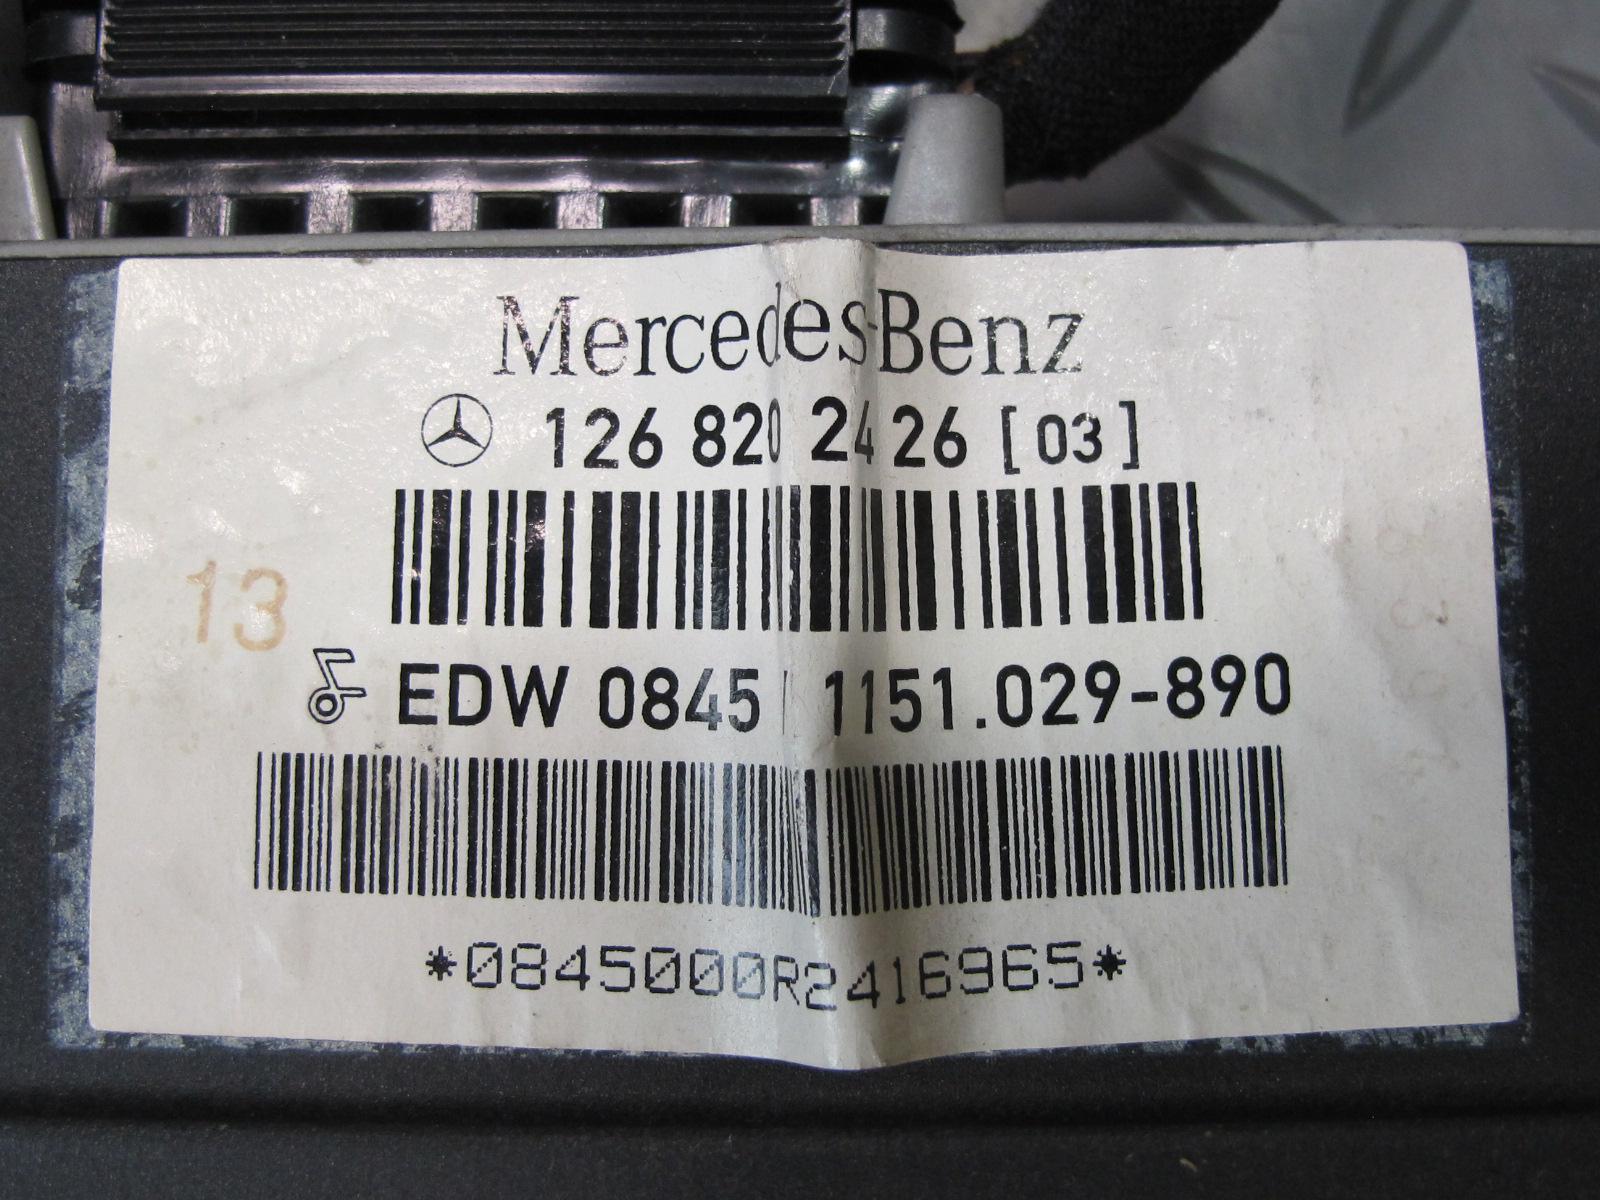 Mercedes-Benz
126 820 24 26 [03]
13
EDW 0845 1151.029-890
*0845000R2416965*